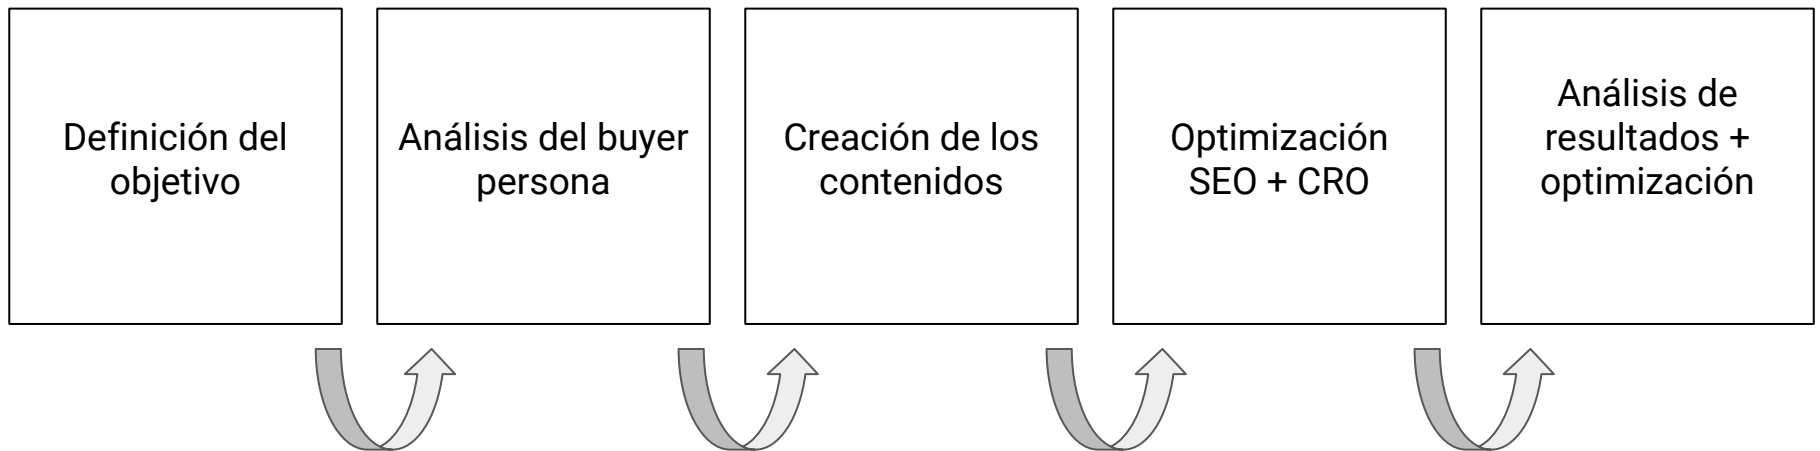 Definición del
objetivo
Análisis del buyer
persona
Creación de los
contenidos
Optimización
SEO + CRO
Análisis de
resultados +
optimización